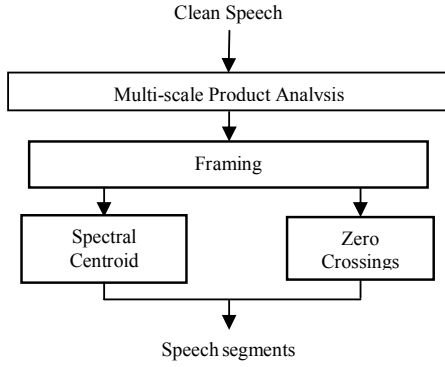 Clean Speech
Multi-scale Product Analysis
Framing
Spectral
Centroid
Zero
Crossings
Speech segments